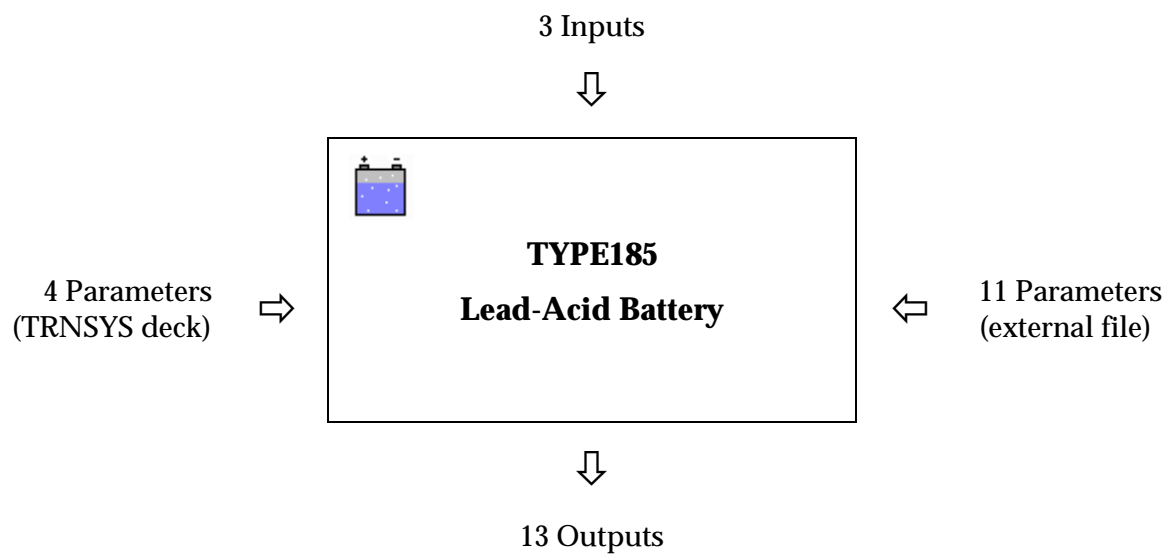 3 Inputs
+ -
TYPE185
Lead-Acid Battery
4 Parameters
(TRNSYS deck)
11 Parameters
(external file)
13 Outputs